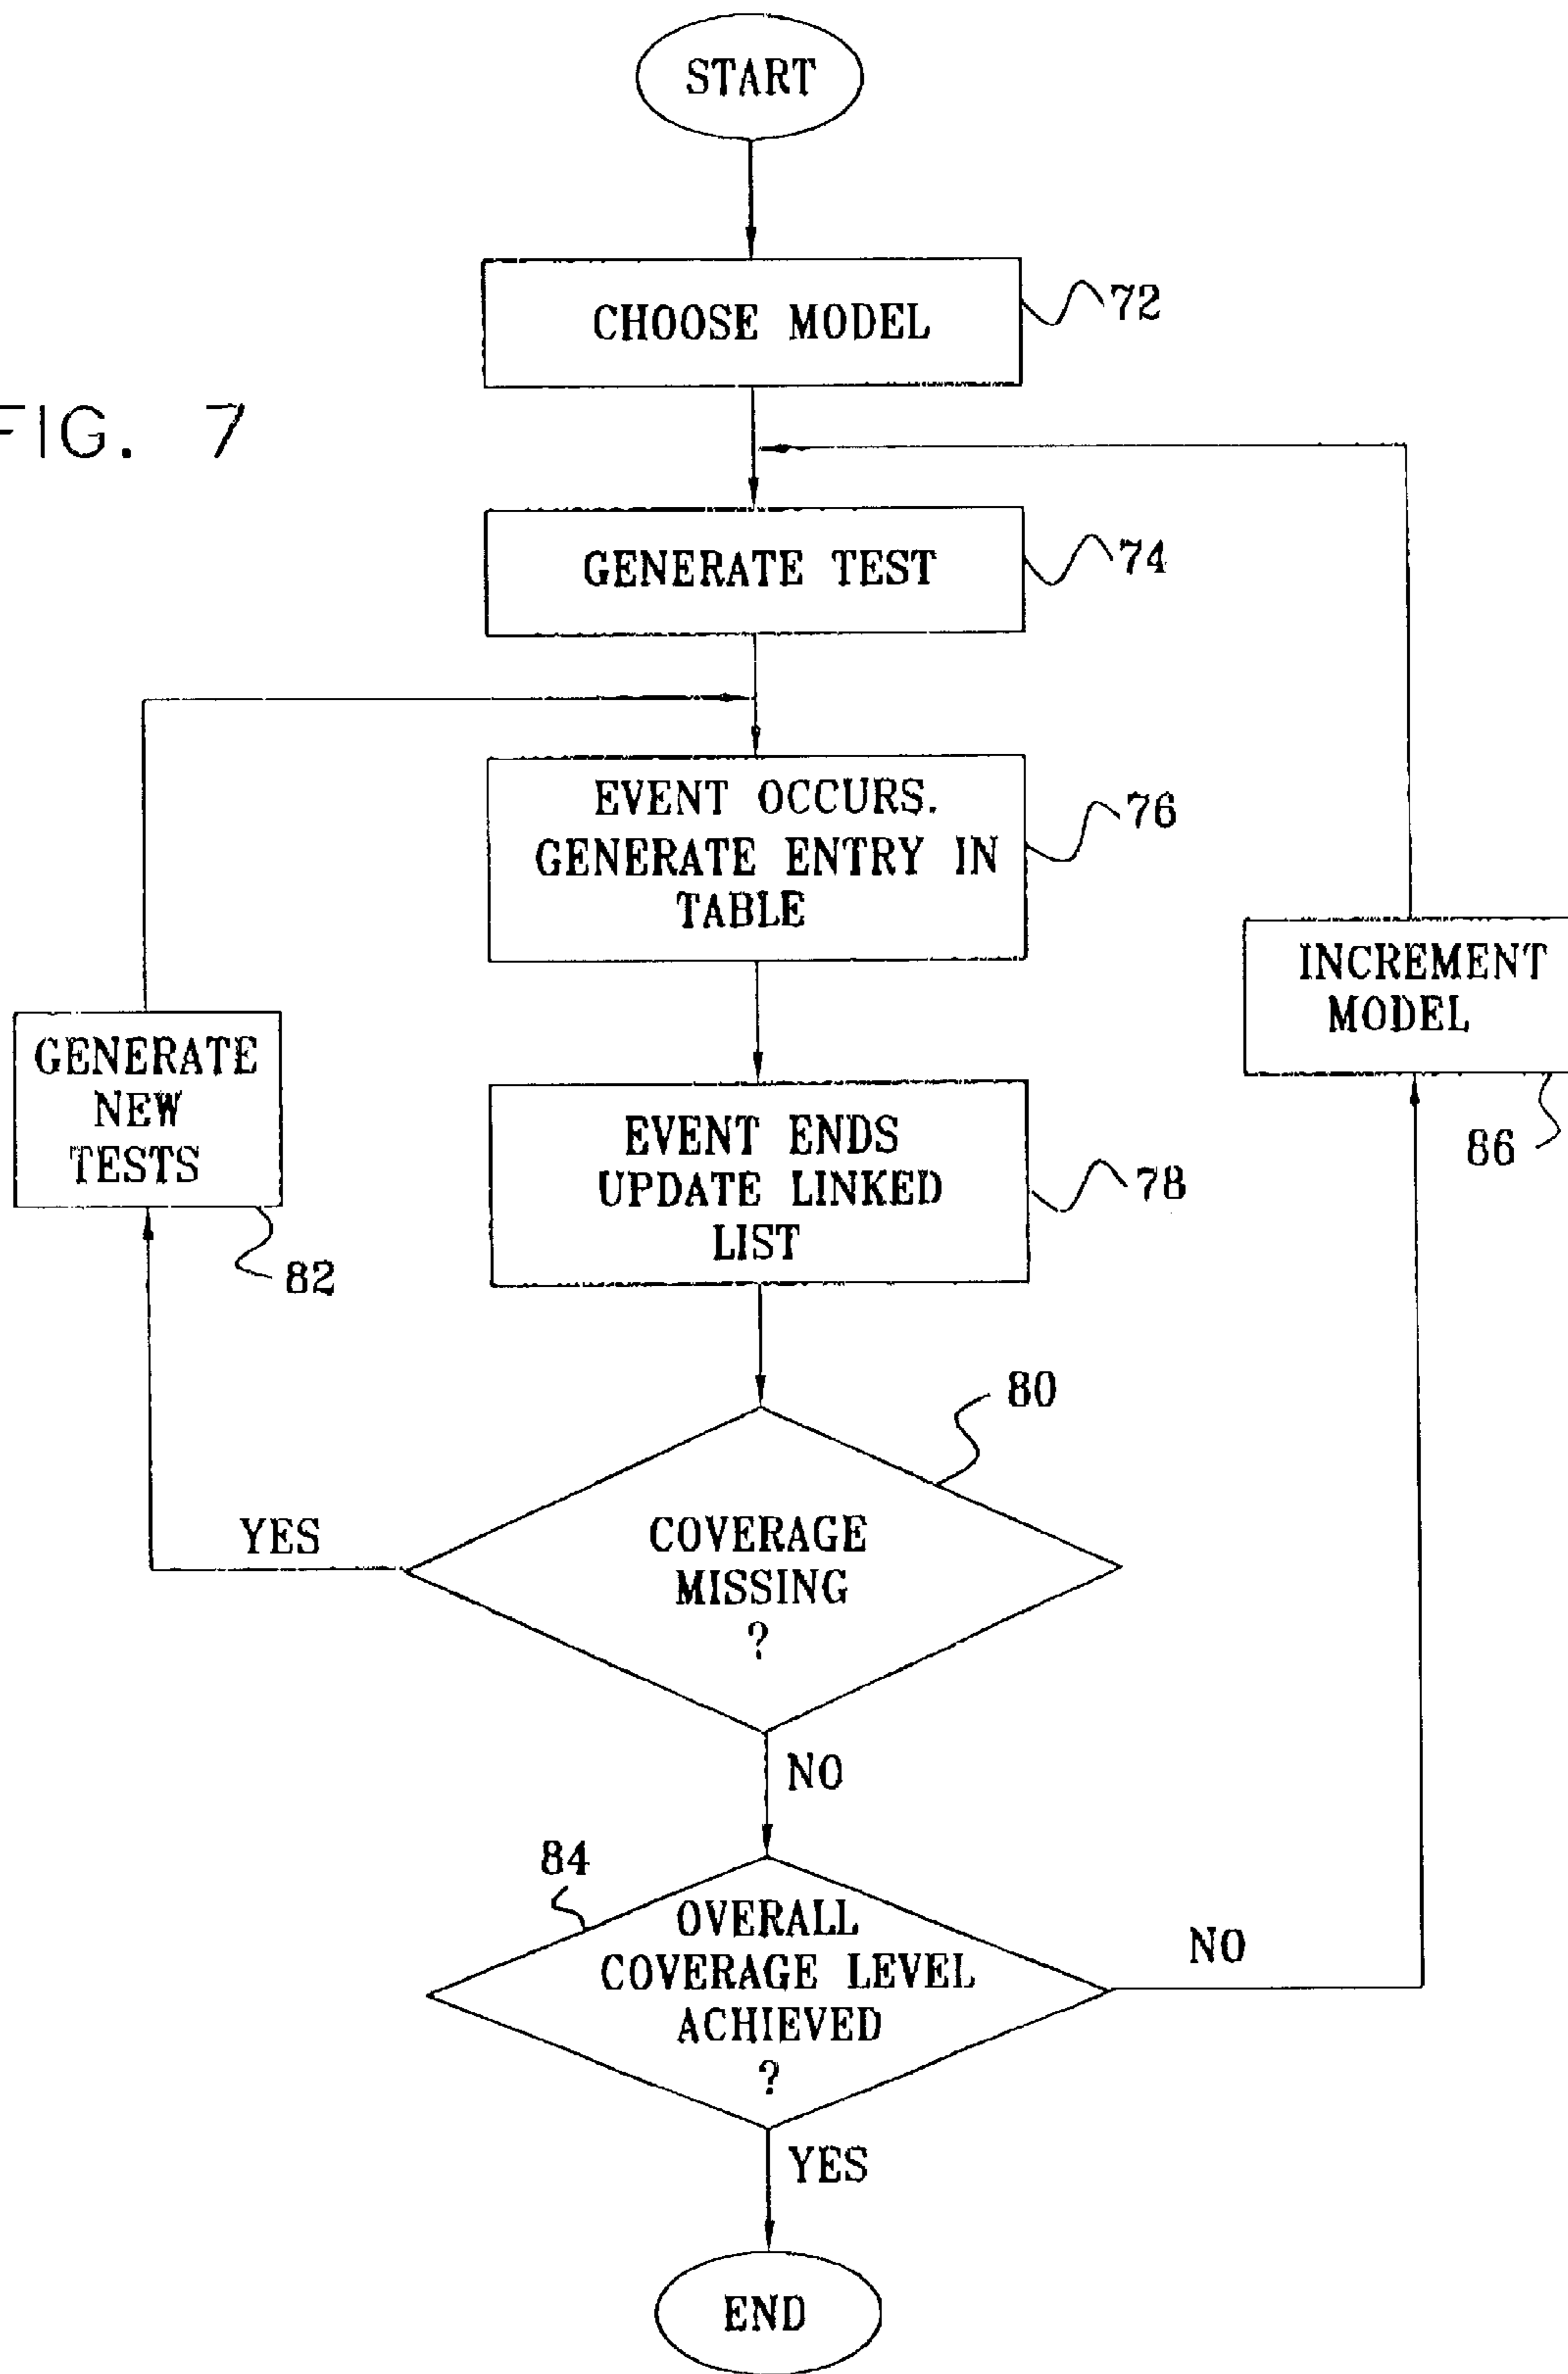 START
CHOOSE MODEL
72
FIG. 7
GENERATE TEST
74
EVENT OCCURS.
GENERATE ENTRY IN
TABLE
76
INCREMENT
MODEL
86
GENERATE
NEW
TESTS
82
EVENT ENDS
UPDATE LINKED
LIST
78
80
COVERAGE
MISSING
?
YES
NO
84
OVERALL
COVERAGE LEVEL
ACHIEVED
?
NO
YES
END